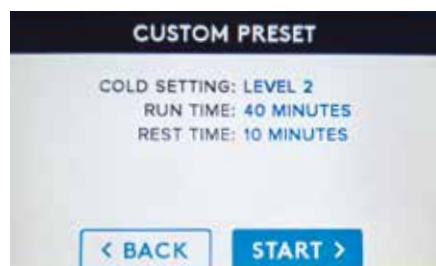 CUSTOM PRESET
COLD SETTING: LEVEL 2
RUN TIME: 40 MINUTES
REST TIME: 10 MINUTES
< BACK START >